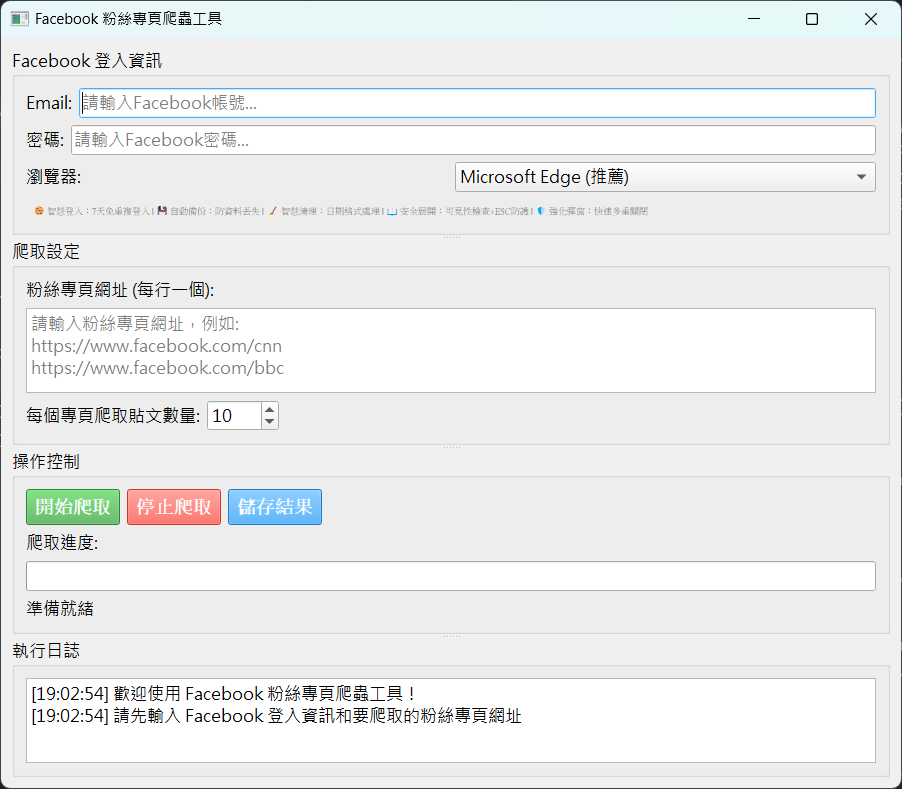 Facebook 粉絲專頁爬蟲工具
Facebook 登入資訊
Email: 請輸入Facebook帳號...
密碼: 請輸入Facebook密碼...
瀏覽器: Microsoft Edge (推薦)
🍪 智慧登入：7天免重複登入 | 💾 自動備份：防資料丟失 | 🧹 智慧清理：日期格式處理 | 📖 安全展開：可見性檢查+ESC防護 | 🛡️ 強化彈窗：快速多重關閉
爬取設定
粉絲專頁網址 (每行一個):
請輸入粉絲專頁網址，例如:
https://www.facebook.com/cnn
https://www.facebook.com/bbc
每個專頁爬取貼文數量: 10
操作控制
開始爬取 停止爬取 儲存結果
爬取進度:
準備就緒
執行日誌
[19:02:54] 歡迎使用 Facebook 粉絲專頁爬蟲工具！
[19:02:54] 請先輸入 Facebook 登入資訊和要爬取的粉絲專頁網址